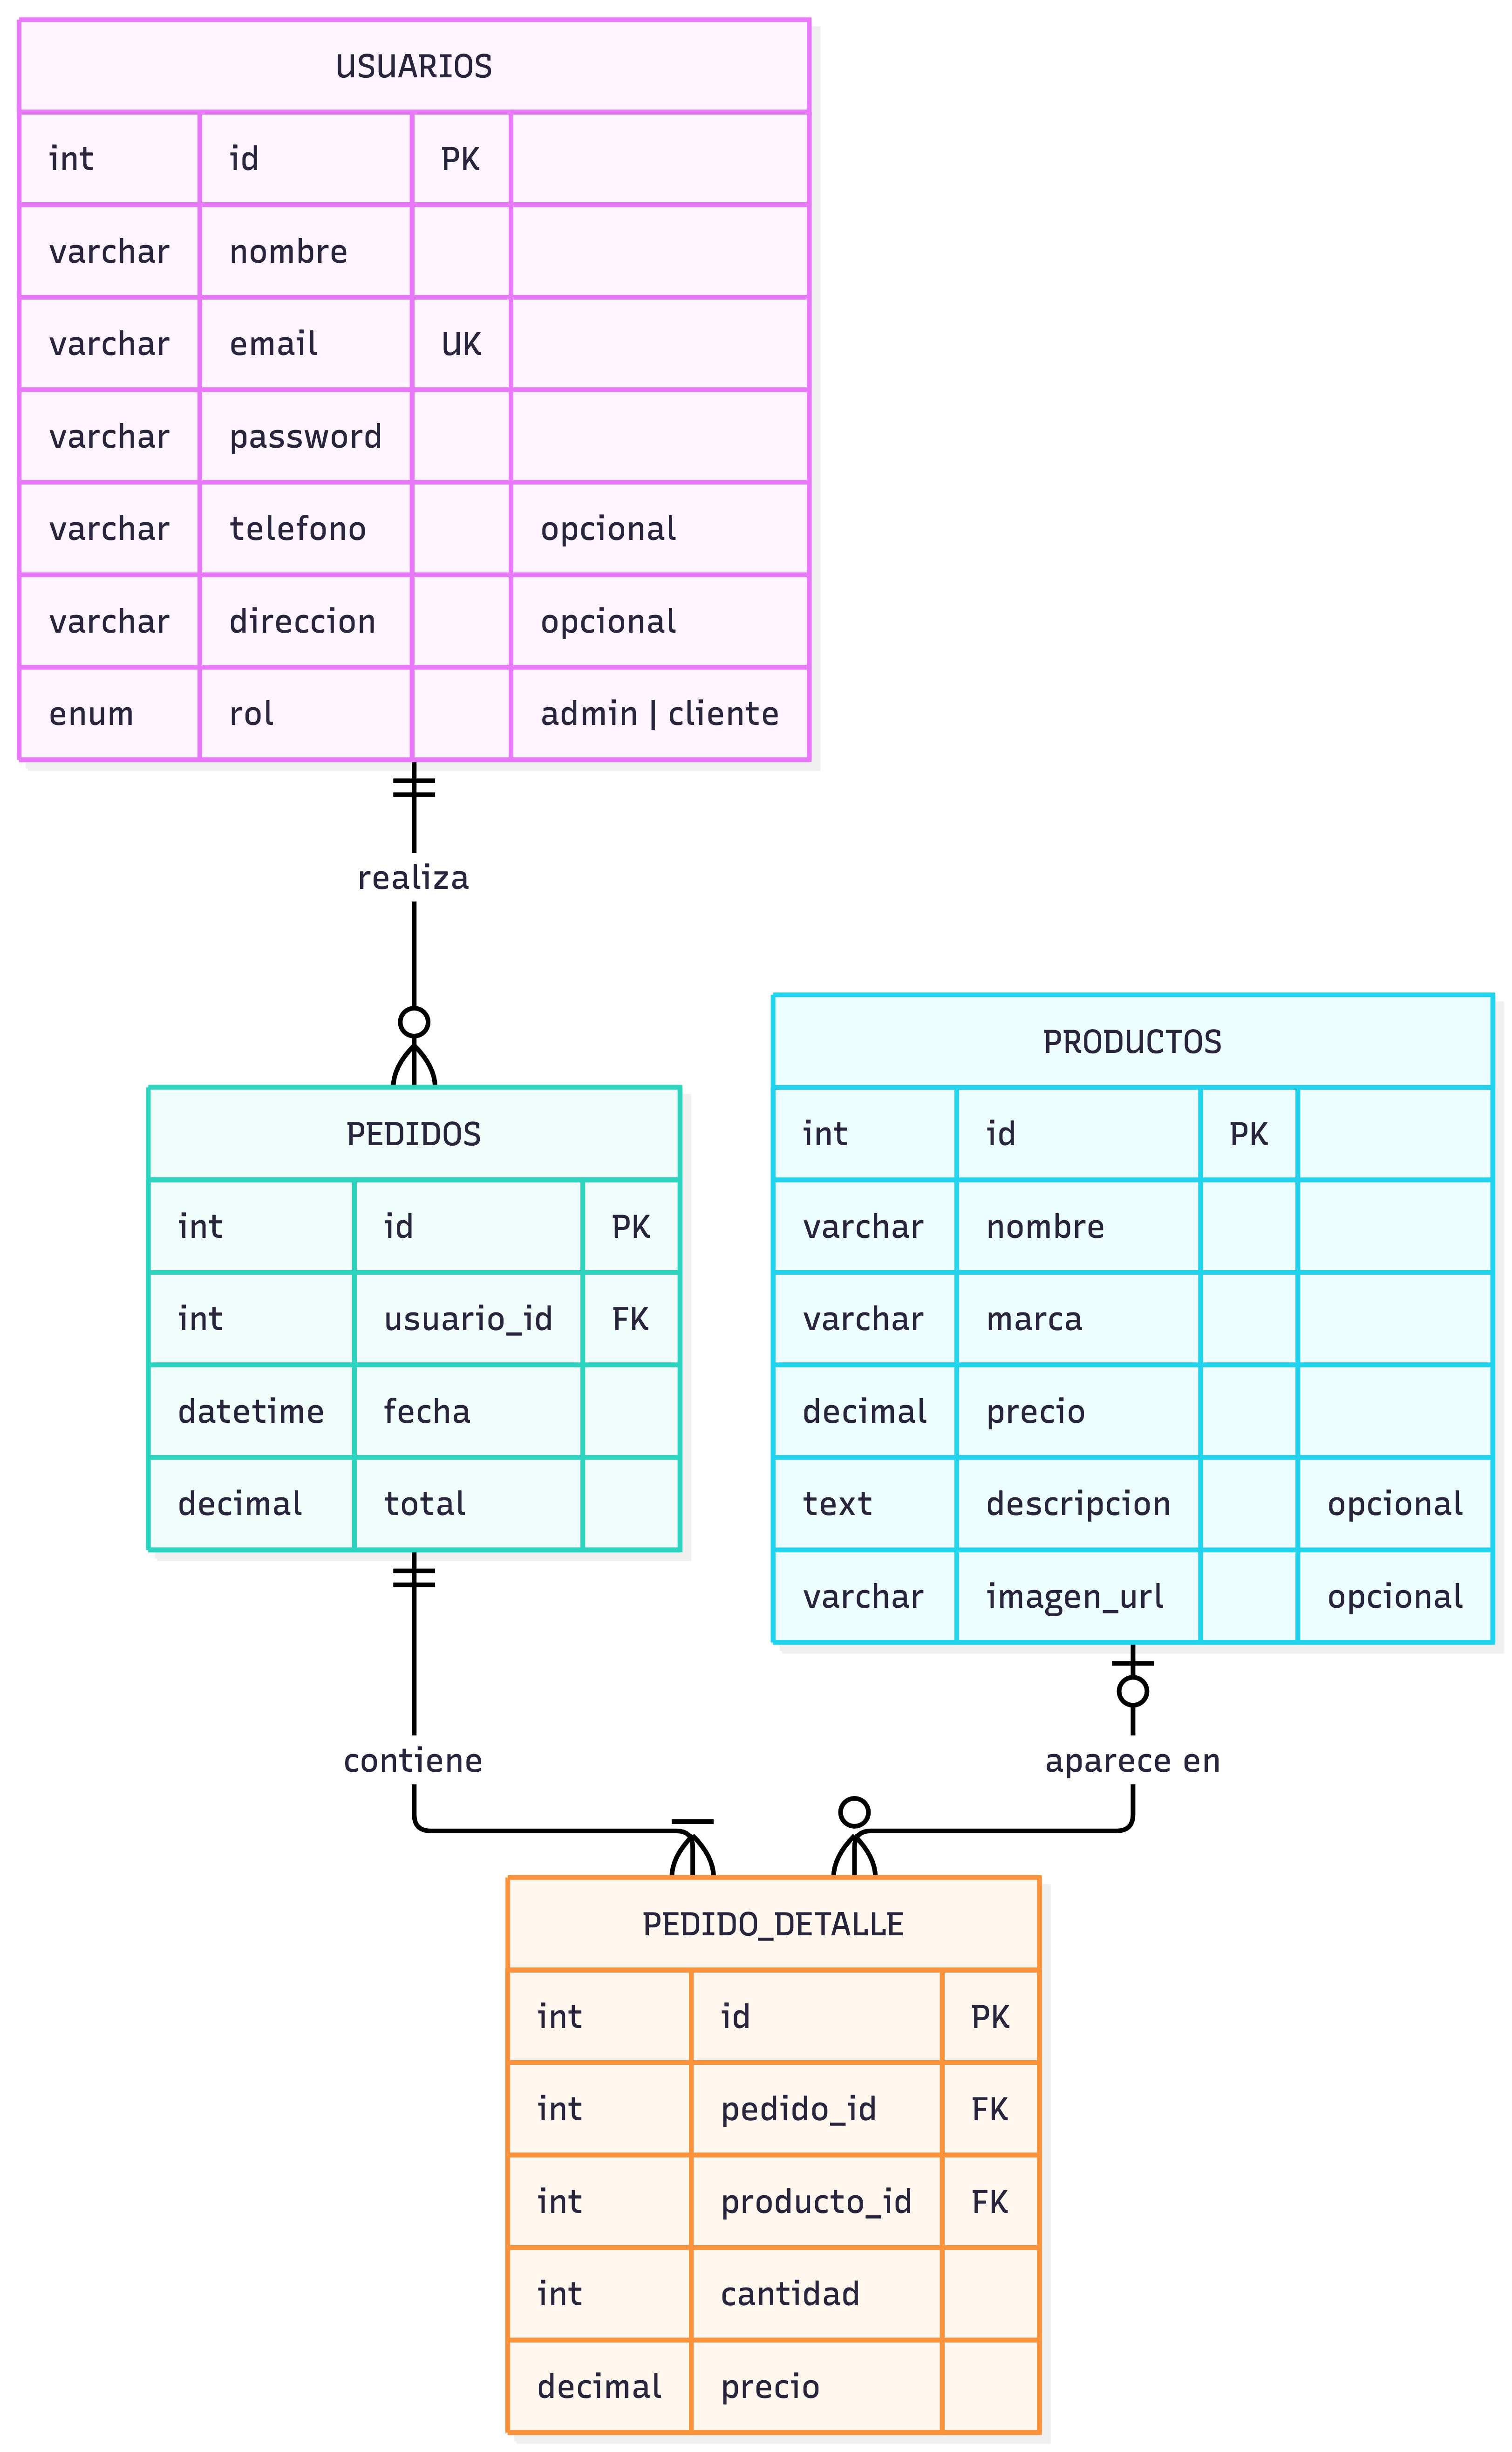 USUARIOS
int id PK
varchar nombre
varchar email UK
varchar password
varchar telefono opcional
varchar direccion opcional
enum rol admin | cliente
realiza
PEDIDOS
int id PK
int usuario_id FK
datetime fecha
decimal total
PRODUCTOS
int id PK
varchar nombre
varchar marca
decimal precio
text descripcion opcional
varchar imagen_url opcional
contiene
aparece en
PEDIDO_DETALLE
int id PK
int pedido_id FK
int producto_id FK
int cantidad
decimal precio